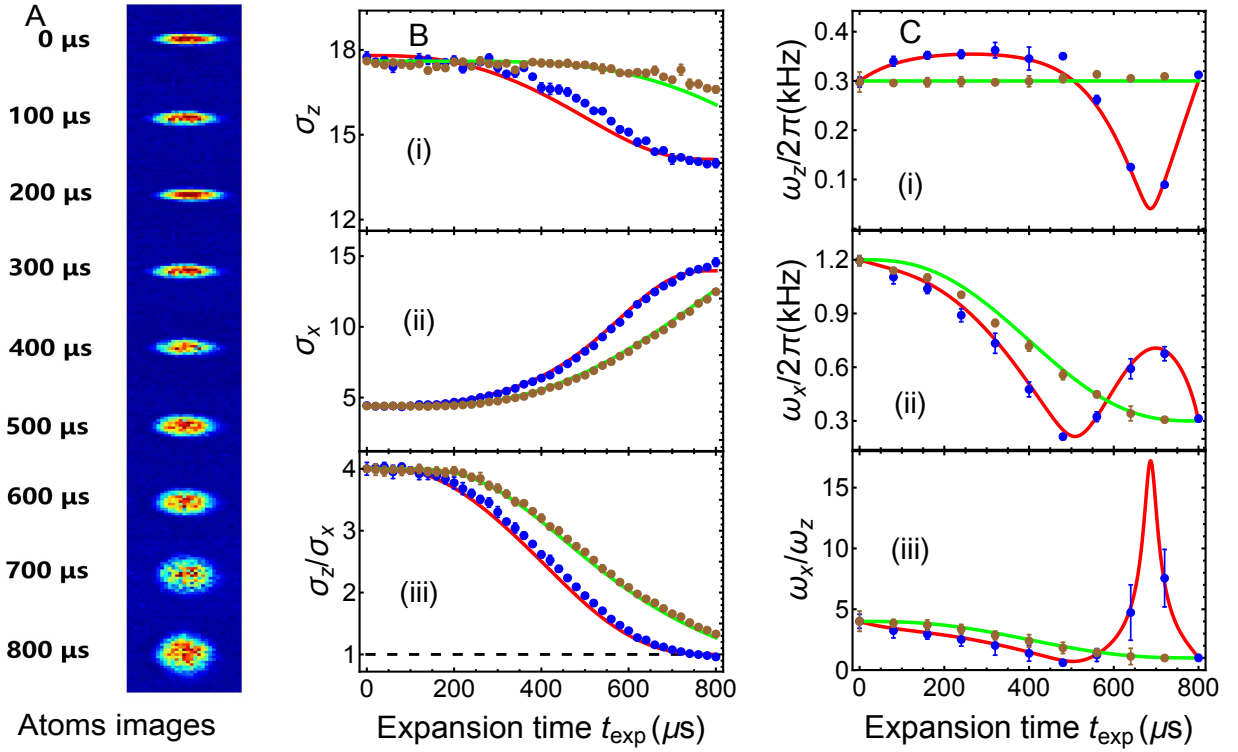 A
0 μs
100 μs
200 μs
300 μs
400 μs
500 μs
600 μs
700 μs
800 μs
Atoms images
B
σz
18
15
12
(i)
σx
15
10
5
(ii)
σz/σx
4
3
2
1
(iii)
0 200 400 600 800
Expansion time texp (μs)
C
ωz/2π(kHz)
0.4
0.3
0.3
0.1
(i)
ωx/2π(kHz)
1.2
0.9
0.6
0.3
(ii)
ωx/ωz
15
10
5
0
(iii)
0 200 400 600 800
Expansion time texp (μs)